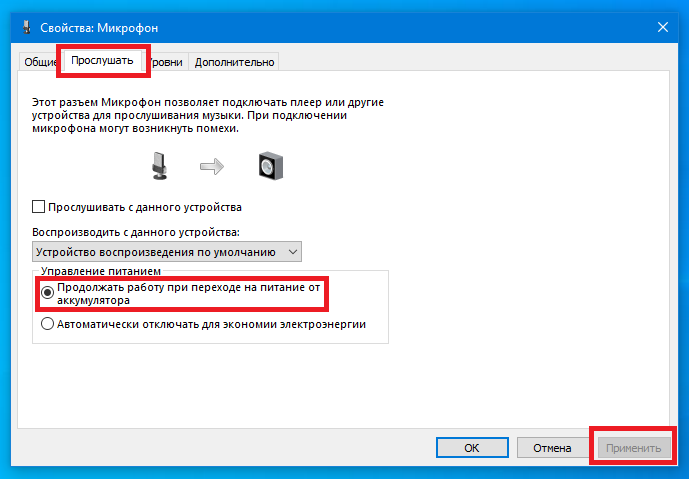 Свойства: Микрофон
Общие Прослушать Уровни Дополнительно
Этот разъем Микрофон позволяет подключать плеер или другие
устройства для прослушивания музыки. При подключении
микрофона могут возникнуть помехи.
Прослушивать с данного устройства
Воспроизводить с данного устройства:
Устройство воспроизведения по умолчанию
Управление питанием
Продолжать работу при переходе на питание от
аккумулятора
Автоматически отключать для экономии электроэнергии
ОК Отмена Применить